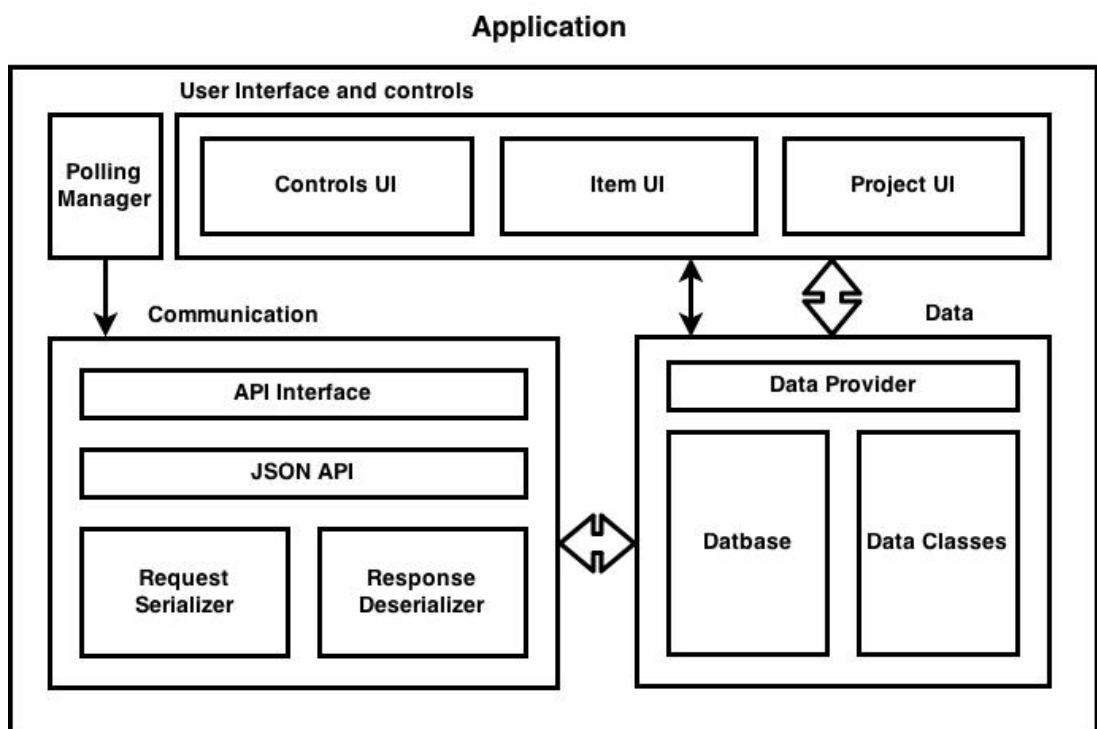 Application
User Interface and controls
Polling
Manager
Controls UI
Item UI
Project UI
Communication
Data
API Interface
JSON API
Request
Serializer
Response
Deserializer
Data Provider
Datbase
Data Classes